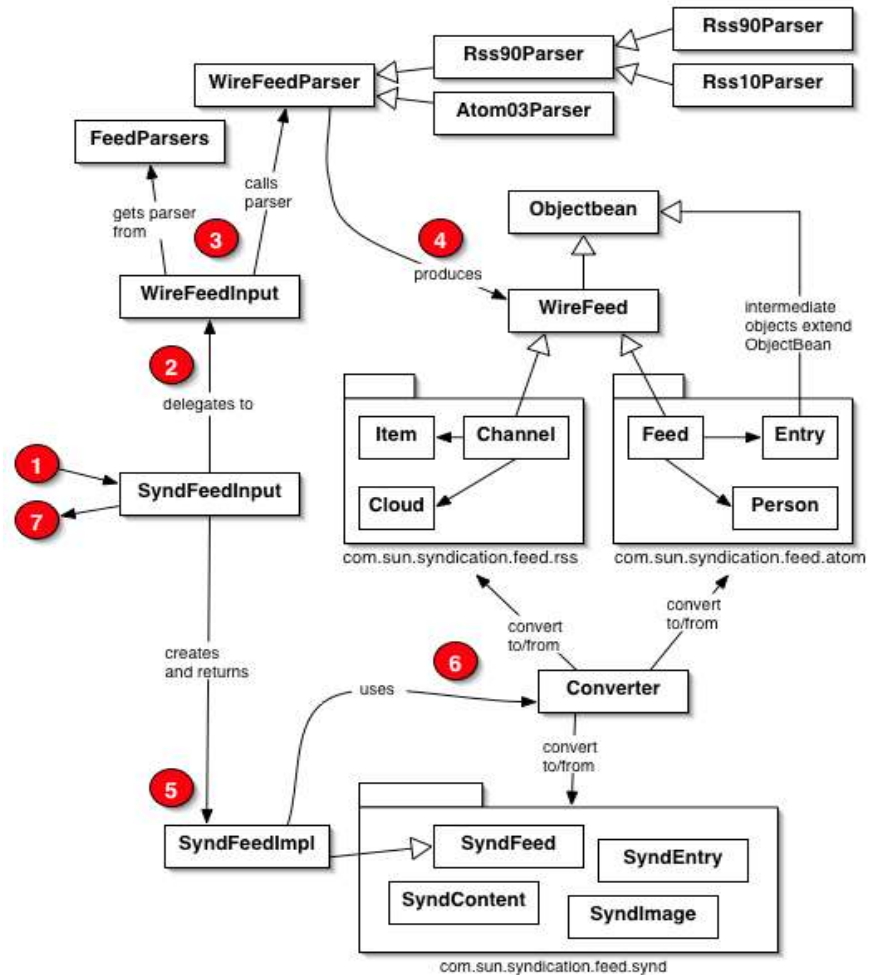 Rss90Parser
Rss90Parser
WireFeedParser
Rss10Parser
Atom03Parser
FeedParsers
calls
parser
gets parser
from
3
Objectbean
4
produces
WireFeedInput
WireFeed
intermediate
objects extend
ObjectBean
2
delegates to
Item
Channel
Feed
Entry
1
SyndFeedInput
Cloud
Person
7
com.sun.syndication.feed.rss
com.sun.syndication.feed.atom
convert
to/from
convert
to/from
creates
and returns
6
uses
Converter
convert
to/from
5
SyndFeedImpl
SyndFeed
SyndEntry
SyndContent
SyndImage
com.sun.syndication.feed.synd